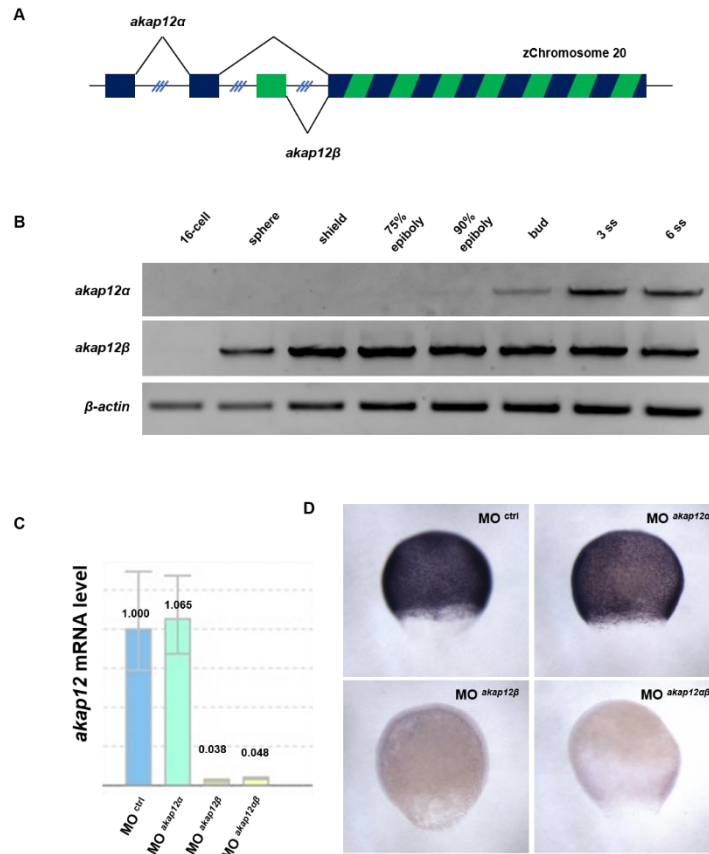 A
akap12α
zChromosome 20
akap12β
B
16-cell
sphere
shield
75%
epiboly
90%
epiboly
bud
3 ss
6 ss
akap12α
akap12β
β-actin
C
akap12 mRNA level
1.000
1.065
0.038
0.048
MO ctrl
MO akap12α
MO akap12β
MO akap12αβ
D
MO ctrl
MO akap12α
MO akap12β
MO akap12αβ